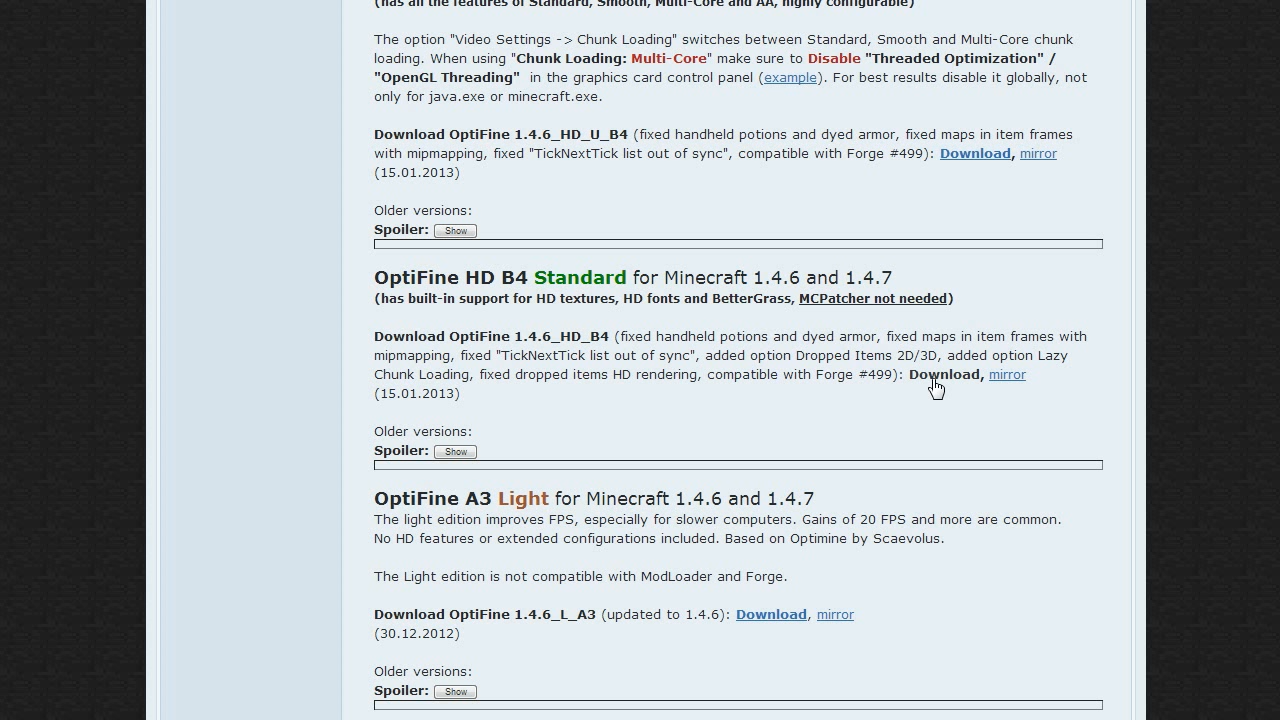 (has all the features of Standard, Smooth, Multi-Core and AA, highly configurable)
The option "Video Settings -> Chunk Loading" switches between Standard, Smooth and Multi-Core chunk
loading. When using "Chunk Loading: Multi-Core" make sure to Disable "Threaded Optimization" /
"OpenGL Threading" in the graphics card control panel (example). For best results disable it globally, not
only for java.exe or minecraft.exe.
Download OptiFine 1.4.6_HD_U_B4 (fixed handheld potions and dyed armor, fixed maps in item frames
with mipmapping, fixed "TickNextTick list out of sync", compatible with Forge #499): Download, mirror
(15.01.2013)
Older versions:
Spoiler: Show
OptiFine HD B4 Standard for Minecraft 1.4.6 and 1.4.7
(has built-in support for HD textures, HD fonts and BetterGrass, MCPatcher not needed)
Download OptiFine 1.4.6_HD_B4 (fixed handheld potions and dyed armor, fixed maps in item frames with
mipmapping, fixed "TickNextTick list out of sync", added option Dropped Items 2D/3D, added option Lazy
Chunk Loading, fixed dropped items HD rendering, compatible with Forge #499): Download, mirror
(15.01.2013)
Older versions:
Spoiler: Show
OptiFine A3 Light for Minecraft 1.4.6 and 1.4.7
The light edition improves FPS, especially for slower computers. Gains of 20 FPS and more are common.
No HD features or extended configurations included. Based on Optimine by Scaevolus.
The Light edition is not compatible with ModLoader and Forge.
Download OptiFine 1.4.6_L_A3 (updated to 1.4.6): Download, mirror
(30.12.2012)
Older versions:
Spoiler: Show